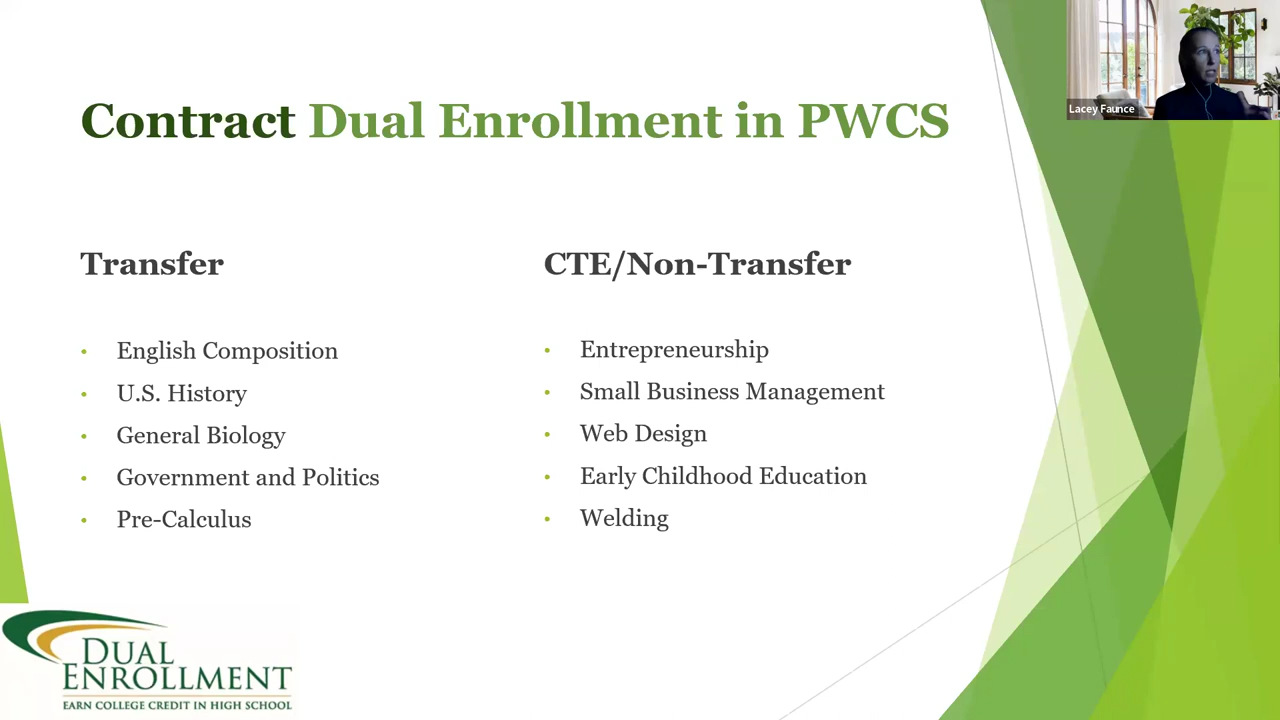 Contract Dual Enrollment in PWCS
Lacey Faunce
Transfer
English Composition
U.S. History
General Biology
Government and Politics
Pre-Calculus
CTE/Non-Transfer
Entrepreneurship
Small Business Management
Web Design
Early Childhood Education
Welding
DUAL
ENROLLMENT
EARN COLLEGE CREDIT IN HIGH SCHOOL